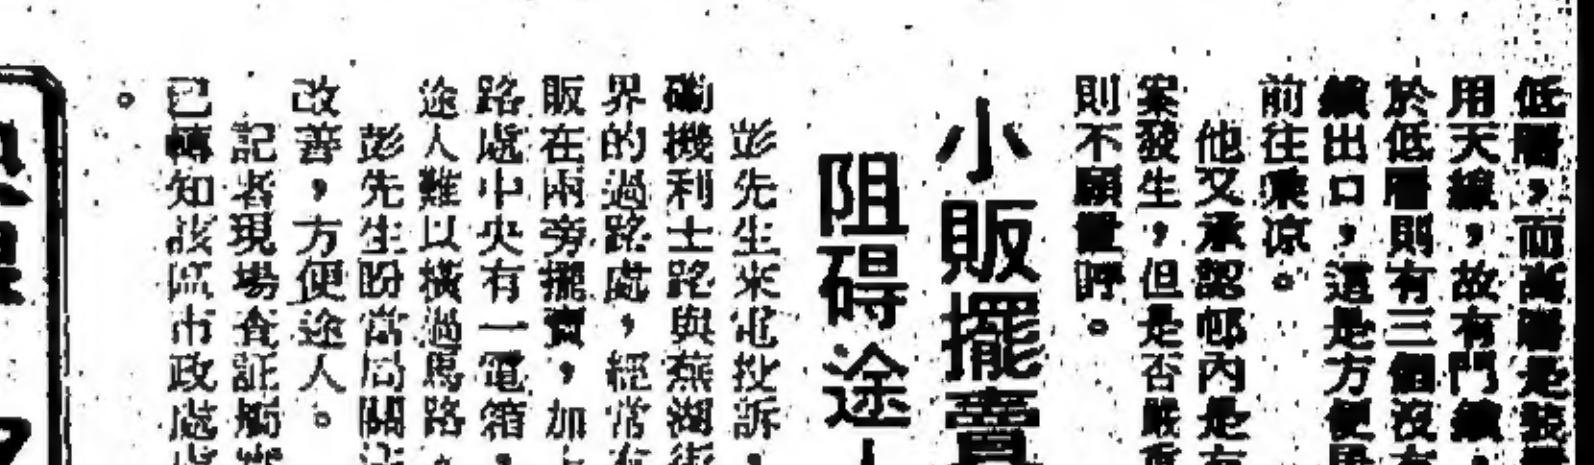 低層，而高層是裝
用天線，故有門鎖，
於低層則有三個沒有
鎖出口，這是方便居
前往乘凉。
他又承認邨內是有
案發生，但是否嚴重
則不願置評。
小販擺賣
阻碍途人
彭先生來電投訴，
磡機利士路與蕪湖街
界的過路處，經常有
販在兩旁擺賣，加上
路處中央有一電箱，
途人難以橫過馬路。
彭先生盼當局關注
改善，方便途人。
記者現場查証屬實
已轉知該區市政處處
。